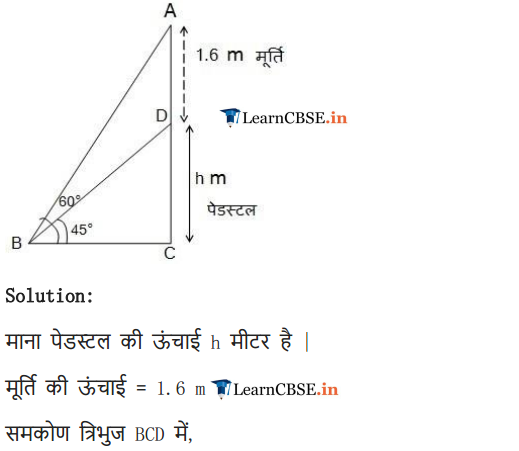 A
1.6 m मूर्ति
D
LearnCBSE.in
h m
पेडस्टल
60°
45°
B
C
Solution:
माना पेडस्टल की ऊंचाई h मीटर है |
मूर्ति की ऊंचाई = 1.6 m LearnCBSE.in
समकोण त्रिभुज BCD में,